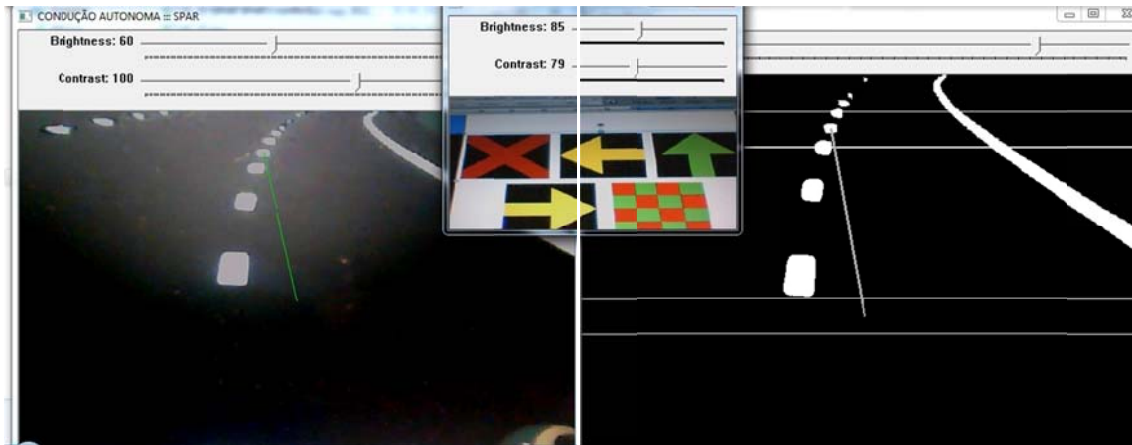 CONDUÇÃO AUTONOMA ::: SPAR
Brightness: 60
Contrast: 100
Brightness: 85
Contrast: 79